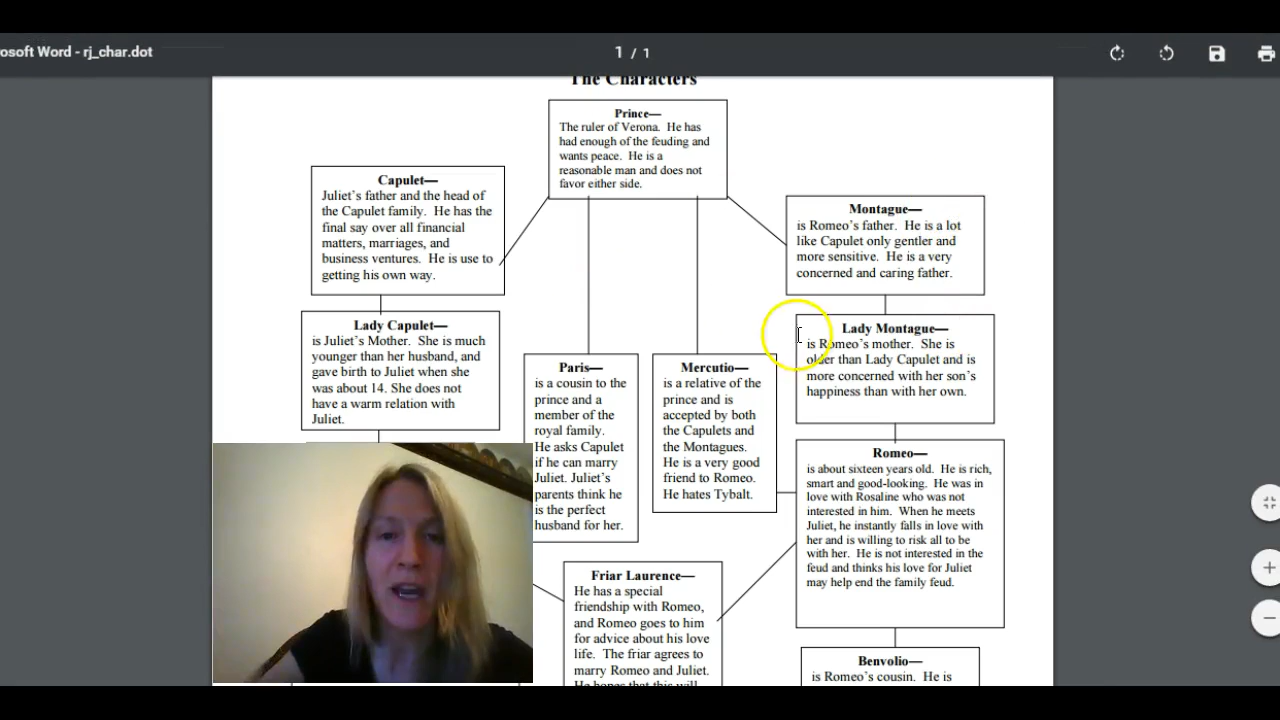 osoft Word - rj_char.dot
1 / 1
The Characters
Prince—
The ruler of Verona. He has
had enough of the feuding and
wants peace. He is a
reasonable man and does not
favor either side.
Capulet—
Juliet's father and the head of
the Capulet family. He has the
final say over all financial
matters, marriages, and
business ventures. He is use to
getting his own way.
Montague—
is Romeo's father. He is a lot
like Capulet only gentler and
more sensitive. He is a very
concerned and caring father.
Lady Capulet—
is Juliet's Mother. She is much
younger than her husband, and
gave birth to Juliet when she
was about 14. She does not
have a warm relation with
Juliet.
Lady Montague—
is Romeo's mother. She is
older than Lady Capulet and is
more concerned with her son's
happiness than with her own.
Paris—
is a cousin to the
prince and a
member of the
royal family.
He asks Capulet
if he can marry
Juliet. Juliet's
parents think he
is the perfect
husband for her.
Mercutio—
is a relative of the
prince and is
accepted by both
the Capulets and
the Montagues.
He is a very good
friend to Romeo.
He hates Tybalt.
Romeo—
is about sixteen years old. He is rich,
smart and good-looking. He was in
love with Rosaline who was not
interested in him. When he meets
Juliet, he instantly falls in love with
her and is willing to risk all to be
with her. He is not interested in the
feud and thinks his love for Juliet
may help end the family feud.
Friar Laurence—
He has a special
friendship with Romeo,
and Romeo goes to him
for advice about his love
life. The friar agrees to
marry Romeo and Juliet.
He hopes that this will
Benvolio—
is Romeo's cousin. He is